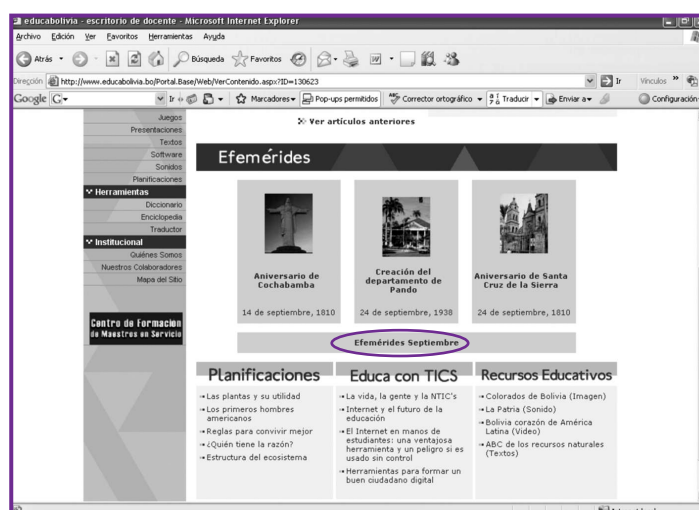 educabolivia - escritorio de docente - Microsoft Internet Explorer
Archivo Edición Ver Favoritos Herramientas Ayuda
Atrás Búsqueda Favoritos
Dirección http://www.educabolivia.bo/Portal.Base/Web/VerContenido.aspx?ID=130623 Ir Vínculos »
Google G Ir Marcadores Pop-ups permitidos Corrector ortográfico Traducir Enviar a Configuración
Ver artículos anteriores
Juegos
Presentaciones
Textos
Software
Sonidos
Planificaciones
Herramientas
Diccionario
Enciclopedia
Traductor
Institucional
Quiénes Somos
Nuestros Colaboradores
Mapa del Sitio
Centro de Formación
de Maestros en Servicio
Efemérides
Aniversario de
Cochabamba
14 de septiembre, 1810
Creación del
departamento de
Pando
24 de septiembre, 1938
Aniversario de Santa
Cruz de la Sierra
24 de septiembre, 1810
Efemérides Septiembre
Planificaciones
Las plantas y su utilidad
Los primeros hombres
americanos
Reglas para convivir mejor
¿Quién tiene la razón?
Estructura del ecosistema
Educa con TICS
La vida, la gente y la NTIC's
Internet y el futuro de la
educación
El Internet en manos de
estudiantes: una ventajosa
herramienta y un peligro si es
usado sin control
Herramientas para formar un
buen ciudadano digital
Recursos Educativos
Colorados de Bolivia (Imagen)
La Patria (Sonido)
Bolivia corazón de América
Latina (Video)
ABC de los recursos naturales
(Textos)